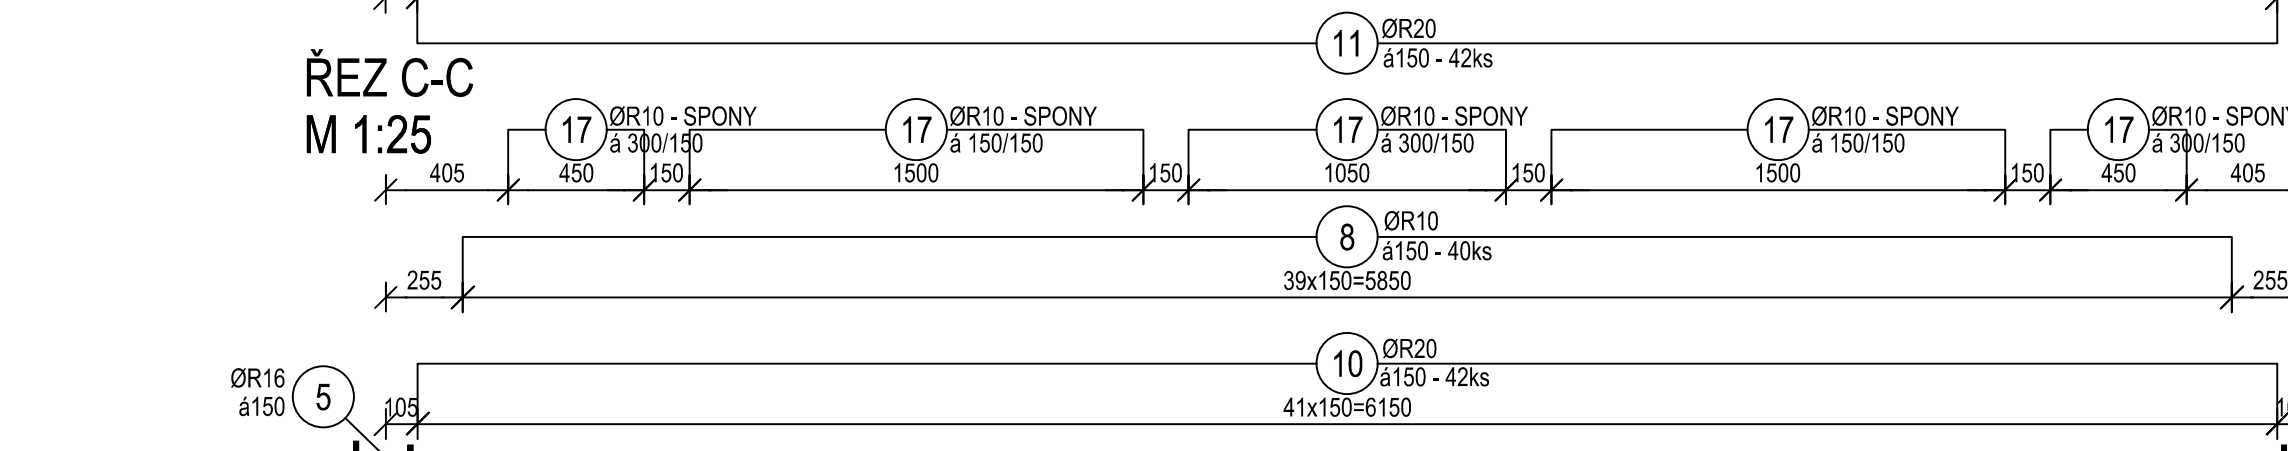 11
ØR20
á150 - 42ks
ŘEZ C-C
M 1:25
17
ØR10 - SPONY
á 300/150
17
ØR10 - SPONY
á 150/150
17
ØR10 - SPONY
á 300/150
17
ØR10 - SPONY
á 150/150
17
ØR10 - SPONY
á 300/150
405 450 150 1500 150 1050 150 1500 150 450 405
8
ØR10
á150 - 40ks
255 39x150=5850 255
10
ØR20
á150 - 42ks
ØR16
á150
5
105 41x150=6150